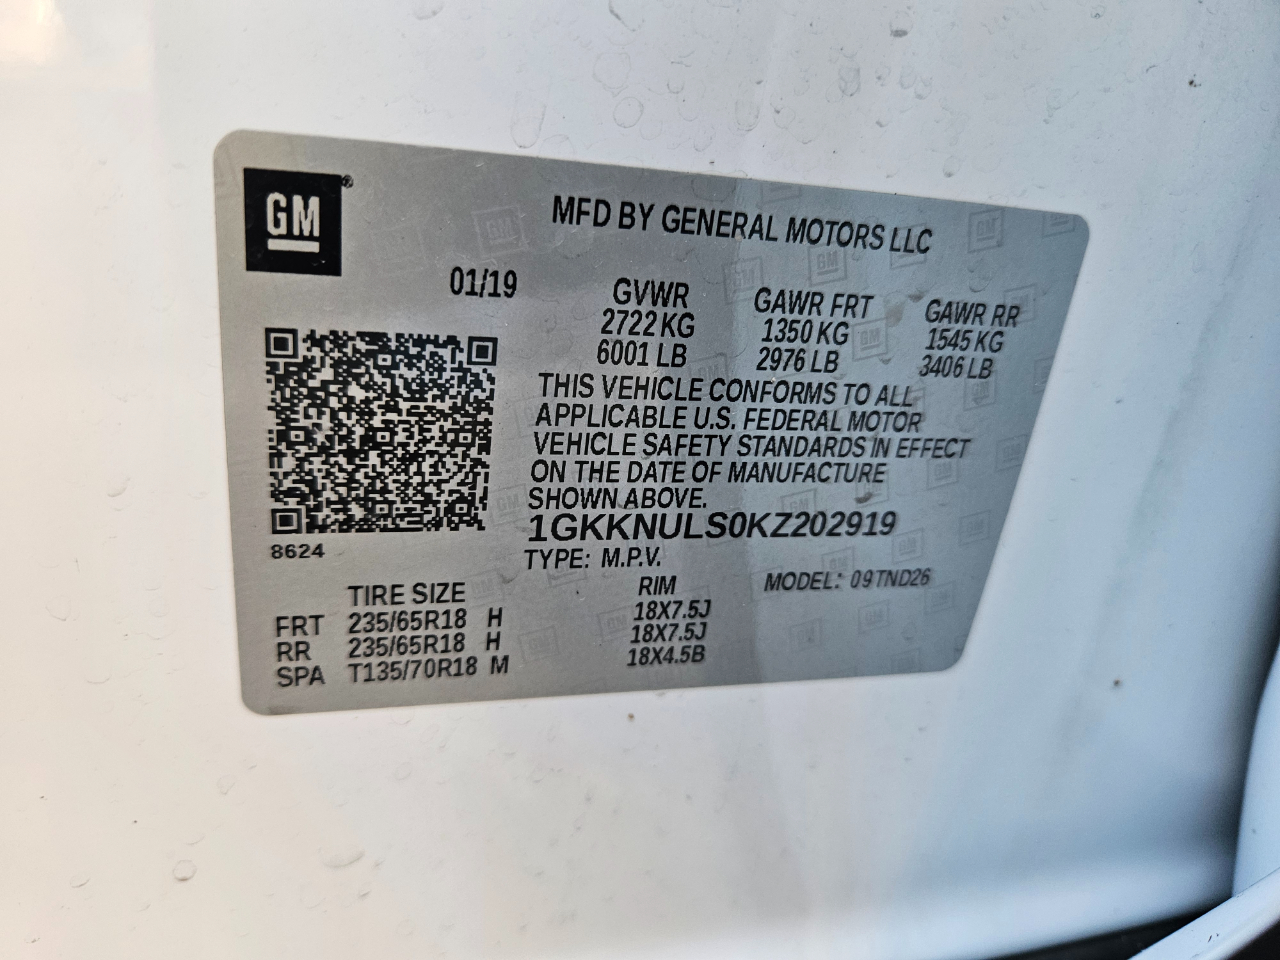 GM®
MFD BY GENERAL MOTORS LLC
01/19
GVWR GAWR FRT GAWR RR
2722 KG 1350 KG 1545 KG
6001 LB 2976 LB 3406 LB
THIS VEHICLE CONFORMS TO ALL
APPLICABLE U.S. FEDERAL MOTOR
VEHICLE SAFETY STANDARDS IN EFFECT
ON THE DATE OF MANUFACTURE
SHOWN ABOVE.
1GKKNULS0KZ202919
8624
TYPE: M.P.V. MODEL: 09TND26
TIRE SIZE RIM
FRT 235/65R18 H 18X7.5J
RR 235/65R18 H 18X7.5J
SPA T135/70R18 M 18X4.5B